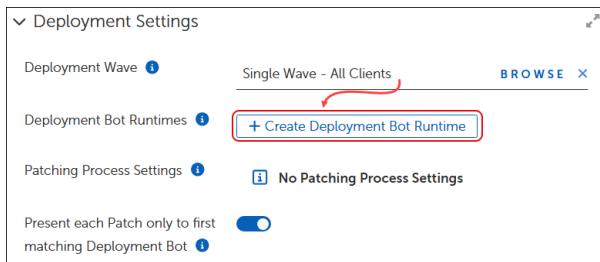 Deployment Settings
Deployment Wave
Single Wave - All Clients
BROWSE
Deployment Bot Runtimes
+ Create Deployment Bot Runtime
Patching Process Settings
No Patching Process Settings
Present each Patch only to first
matching Deployment Bot